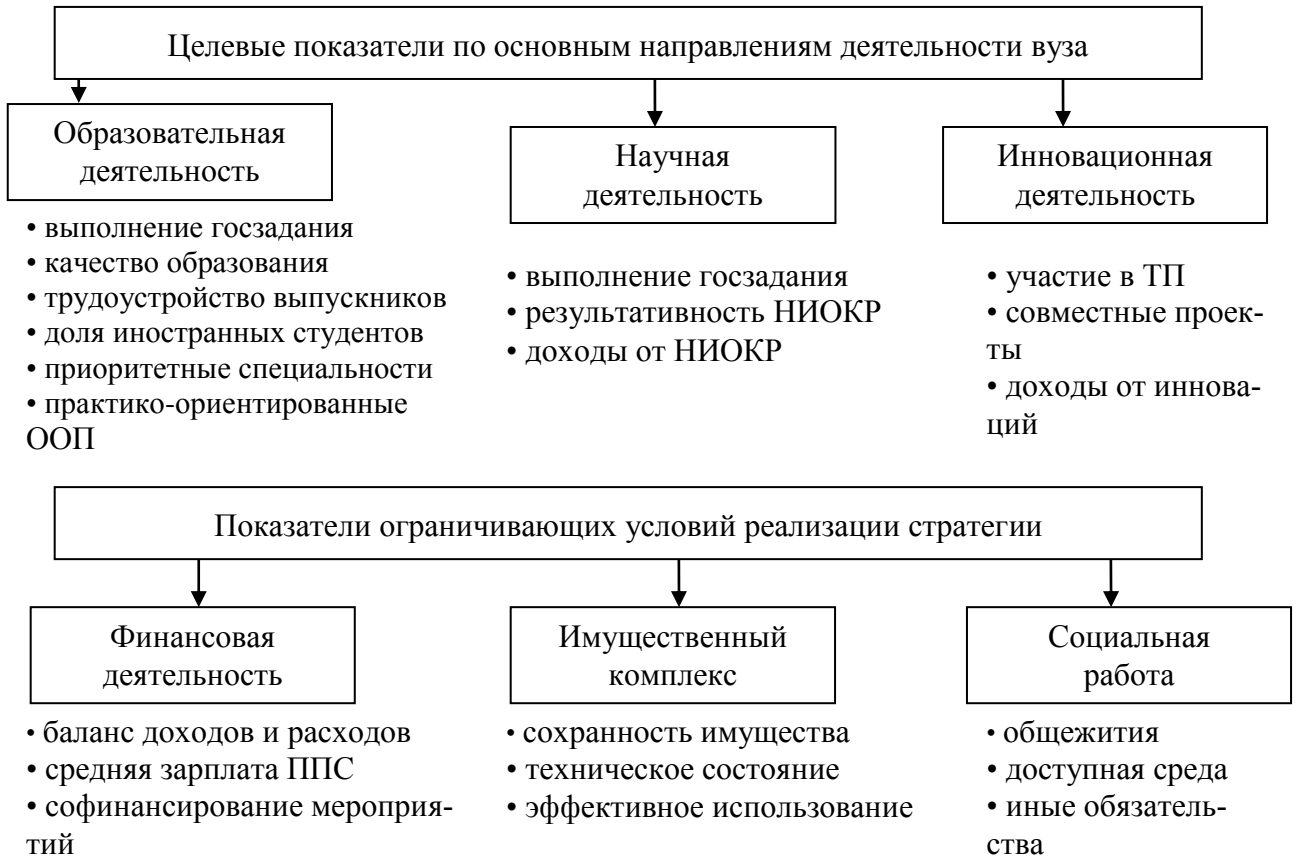 Целевые показатели по основным направлениям деятельности вуза
Образовательная
деятельность
• выполнение госзадания
• качество образования
• трудоустройство выпускников
• доля иностранных студентов
• приоритетные специальности
• практико-ориентированные
ООП
Научная
деятельность
• выполнение госзадания
• результативность НИОКР
• доходы от НИОКР
Инновационная
деятельность
• участие в ТП
• совместные проек-
ты
• доходы от иннова-
ций
Показатели ограничивающих условий реализации стратегии
Финансовая
деятельность
• баланс доходов и расходов
• средняя зарплата ППС
• софинансирование мероприя-
тий
Имущественный
комплекс
• сохранность имущества
• техническое состояние
• эффективное использование
Социальная
работа
• общежития
• доступная среда
• иные обязатель-
ства